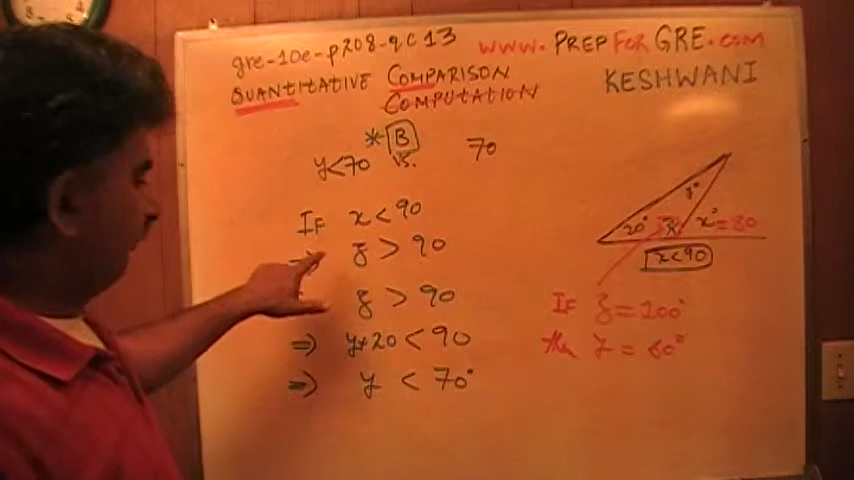 gre-10e-p208-qc13
www.PREPFORGRE.com
QUANTITATIVE COMPARISON
KESHWANI
COMPUTATION
* B
y<70 vs. 70
IF x < 90
z > 90
z > 90
⇒ y+20 < 90
⇒ y < 70°
y°
20° x° = 80
x < 90
IF z = 200°
then y = 60°